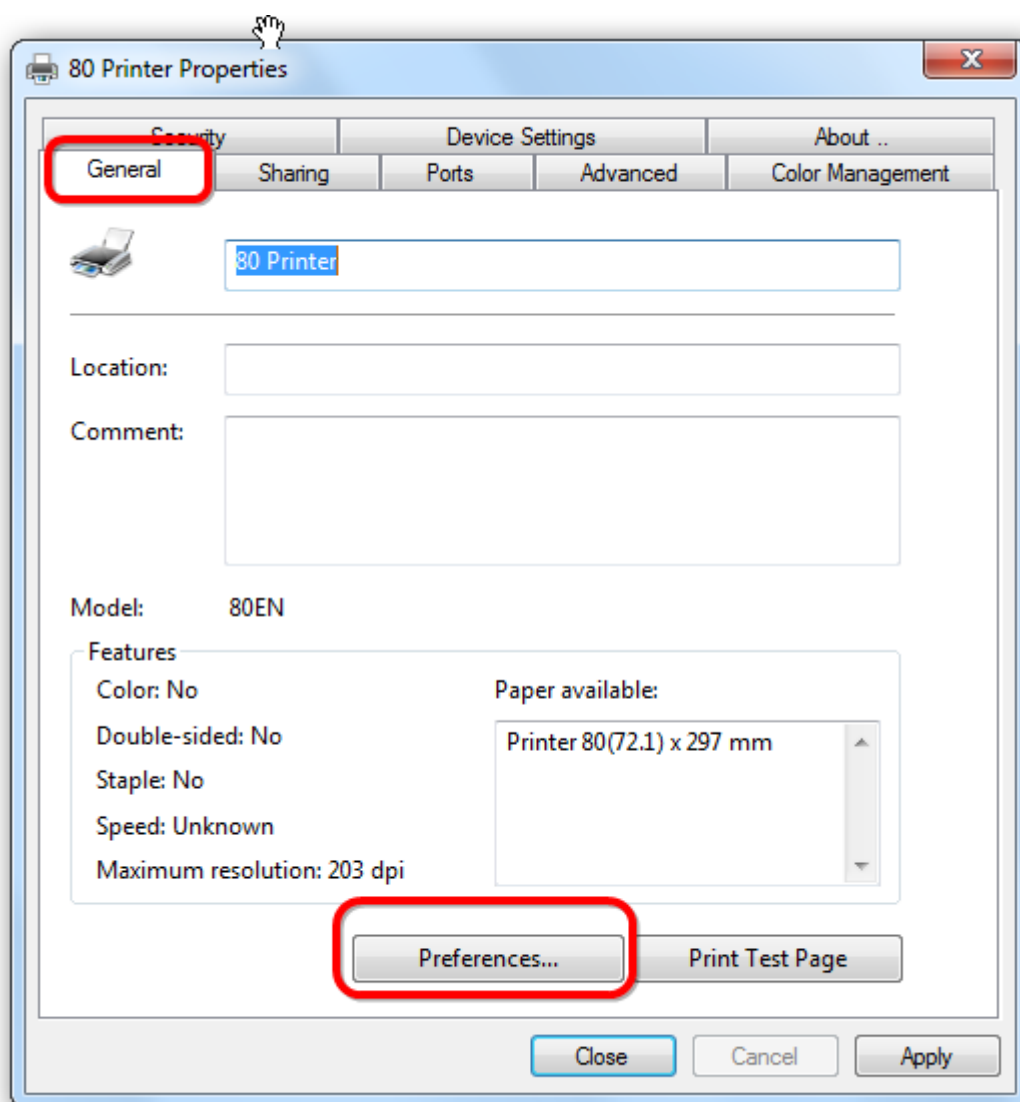 80 Printer Properties
Security Device Settings About ..
General Sharing Ports Advanced Color Management
80 Printer
Location:
Comment:
Model: 80EN
Features
Color: No Paper available:
Double-sided: No Printer 80(72.1) x 297 mm
Staple: No
Speed: Unknown
Maximum resolution: 203 dpi
Preferences... Print Test Page
Close Cancel Apply